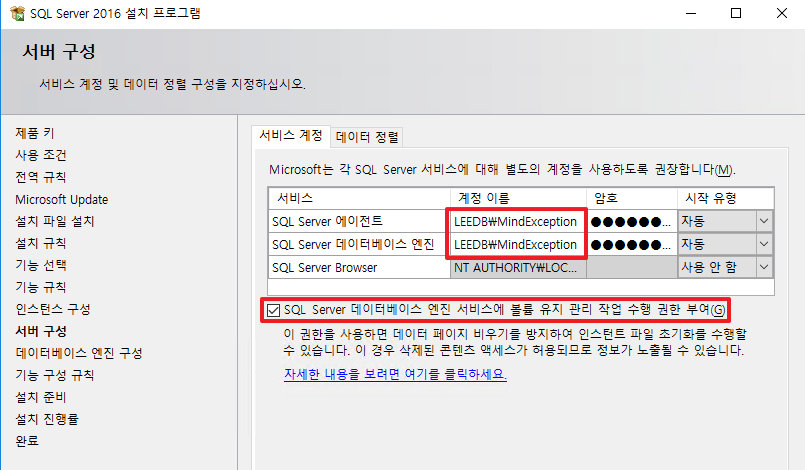 SQL Server 2016 설치 프로그램
서버 구성
서비스 계정 및 데이터 정렬 구성을 지정하십시오.
제품 키
사용 조건
전역 규칙
Microsoft Update
설치 파일 설치
설치 규칙
기능 선택
기능 규칙
인스턴스 구성
서버 구성
데이터베이스 엔진 구성
기능 구성 규칙
설치 준비
설치 진행률
완료
서비스 계정 데이터 정렬
Microsoft는 각 SQL Server 서비스에 대해 별도의 계정을 사용하도록 권장합니다(M).
서비스 계정 이름 암호 시작 유형
SQL Server 에이전트 LEEDB₩MindException ●●●●●●... 자동
SQL Server 데이터베이스 엔진 LEEDB₩MindException ●●●●●●... 자동
SQL Server Browser NT AUTHORITY₩LOC... 사용 안 함
SQL Server 데이터베이스 엔진 서비스에 볼륨 유지 관리 작업 수행 권한 부여(G)
이 권한을 사용하면 데이터 페이지 비우기를 방지하여 인스턴트 파일 초기화를 수행할
수 있습니다. 이 경우 삭제된 콘텐츠 액세스가 허용되므로 정보가 노출될 수 있습니다.
자세한 내용을 보려면 여기를 클릭하세요.